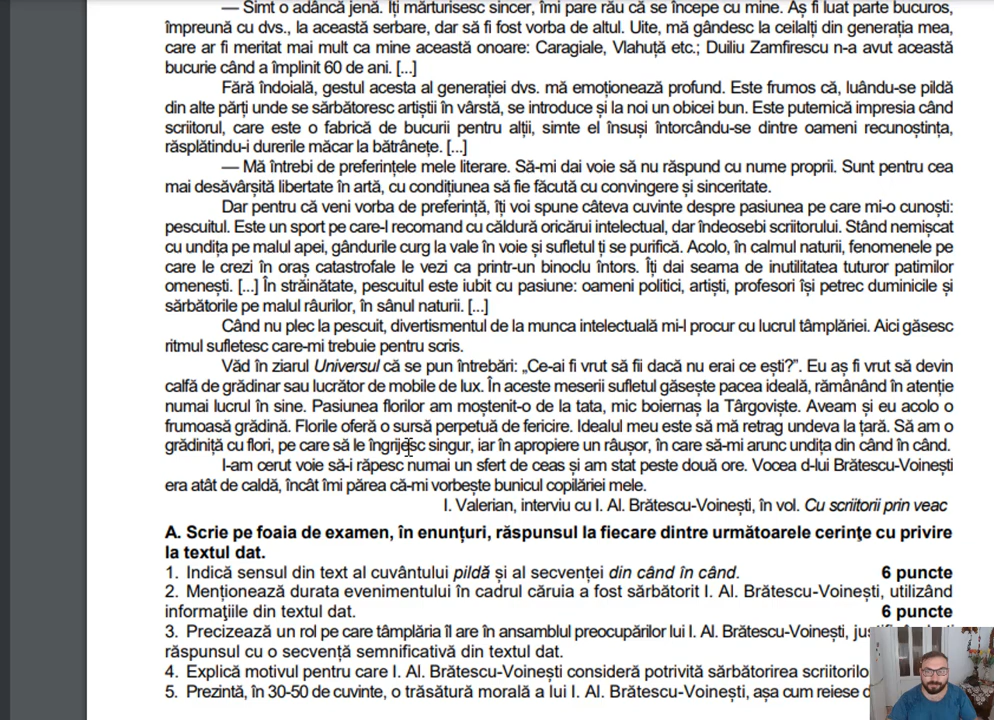 — Simt o adâncă jenă. Îți mărturisesc sincer, îmi pare rău că se începe cu mine. Aș fi luat parte bucuros,
împreună cu dvs., la această serbare, dar să fi fost vorba de altul. Uite, mă gândesc la ceilalți din generația mea,
care ar fi meritat mai mult ca mine această onoare: Caragiale, Vlahuță etc.; Duiliu Zamfirescu n-a avut această
bucurie când a împlinit 60 de ani. [...]
Fără îndoială, gestul acesta al generației dvs. mă emoționează profund. Este frumos că, luându-se pildă
din alte părți unde se sărbătoresc artiștii în vârstă, se introduce și la noi un obicei bun. Este puternică impresia când
scriitorul, care este o fabrică de bucurii pentru alții, simte el însuși întorcându-se dintre oameni recunoștința,
răsplătindu-i durerile măcar la bătrânețe. [...]
— Mă întrebi de preferințele mele literare. Să-mi dai voie să nu răspund cu nume proprii. Sunt pentru cea
mai desăvârșită libertate în artă, cu condițiunea să fie făcută cu convingere și sinceritate.
Dar pentru că veni vorba de preferință, îți voi spune câteva cuvinte despre pasiunea pe care mi-o cunoști:
pescuitul. Este un sport pe care-l recomand cu căldură oricărui intelectual, dar îndeosebi scriitorului. Stând nemișcat
cu undița pe malul apei, gândurile curg la vale în voie și sufletul ți se purifică. Acolo, în calmul naturii, fenomenele pe
care le crezi în oraș catastrofale le vezi ca printr-un binoclu întors. Îți dai seama de inutilitatea tuturor patimilor
omenești. [...] În străinătate, pescuitul este iubit cu pasiune: oameni politici, artiști, profesori își petrec duminicile și
sărbătorile pe malul râurilor, în sânul naturii. [...]
Când nu plec la pescuit, divertismentul de la munca intelectuală mi-l procur cu lucrul tâmplăriei. Aici găsesc
ritmul sufletesc care-mi trebuie pentru scris.
Văd în ziarul Universul că se pun întrebări: „Ce-ai fi vrut să fii dacă nu erai ce ești?”. Eu aș fi vrut să devin
calfă de grădinar sau lucrător de mobile de lux. În aceste meserii sufletul găsește pacea ideală, rămânând în atenție
numai lucrul în sine. Pasiunea florilor am moștenit-o de la tata, mic boiernaș la Târgoviște. Aveam și eu acolo o
frumoasă grădină. Florile oferă o sursă perpetuă de fericire. Idealul meu este să mă retrag undeva la țară. Să am o
grădiniță cu flori, pe care să le îngrijesc singur, iar în apropiere un râușor, în care să-mi arunc undița din când în când.
I-am cerut voie să-i răpesc numai un sfert de ceas și am stat peste două ore. Vocea d-lui Brătescu-Voinești
era atât de caldă, încât îmi părea că-mi vorbește bunicul copilăriei mele.
I. Valerian, interviu cu I. Al. Brătescu-Voinești, în vol. Cu scriitorii prin veac
A. Scrie pe foaia de examen, în enunțuri, răspunsul la fiecare dintre următoarele cerințe cu privire
la textul dat.
1. Indică sensul din text al cuvântului pildă și al secvenței din când în când. 6 puncte
2. Menționează durata evenimentului în cadrul căruia a fost sărbătorit I. Al. Brătescu-Voinești, utilizând
informațiile din textul dat. 6 puncte
3. Precizează un rol pe care tâmplăria îl are în ansamblul preocupărilor lui I. Al. Brătescu-Voinești,
răspunsul cu o secvență semnificativă din textul dat.
4. Explică motivul pentru care I. Al. Brătescu-Voinești consideră potrivită sărbătorirea
5. Prezintă, în 30-50 de cuvinte, o trăsătură morală a lui I. Al. Brătescu-Voinești, așa cum reiese